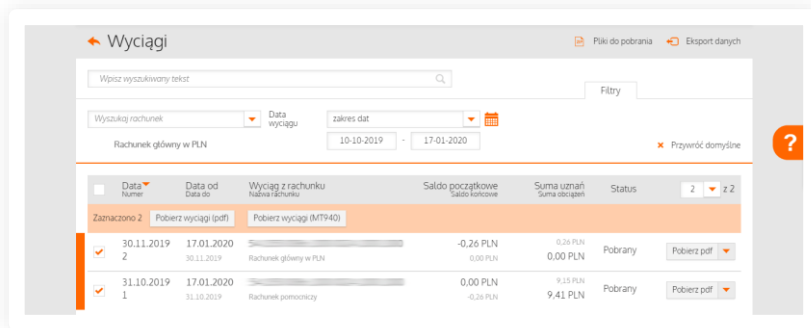 Wyciągi
Pliki do pobrania Eksport danych
Wpisz wyszukiwany tekst
Filtry
Wyszukaj rachunek Data wyciągu zakres dat
Rachunek główny w PLN 10-10-2019 - 17-01-2020 Przywróć domyślne
?
Data Data od Wyciąg z rachunku Saldo początkowe Suma uznań Status 2 z 2
Numer Data do Nazwa rachunku Saldo końcowe Suma obciążeń
Zaznaczono 2 Pobierz wyciągi (pdf) Pobierz wyciągi (MT940)
30.11.2019 17.01.2020 -0,26 PLN 0,26 PLN Pobrany Pobierz pdf
2 30.11.2019 Rachunek główny w PLN 0,00 PLN 0,00 PLN
31.10.2019 17.01.2020 0,00 PLN 9,15 PLN Pobrany Pobierz pdf
1 31.10.2019 Rachunek pomocniczy -0,26 PLN 9,41 PLN